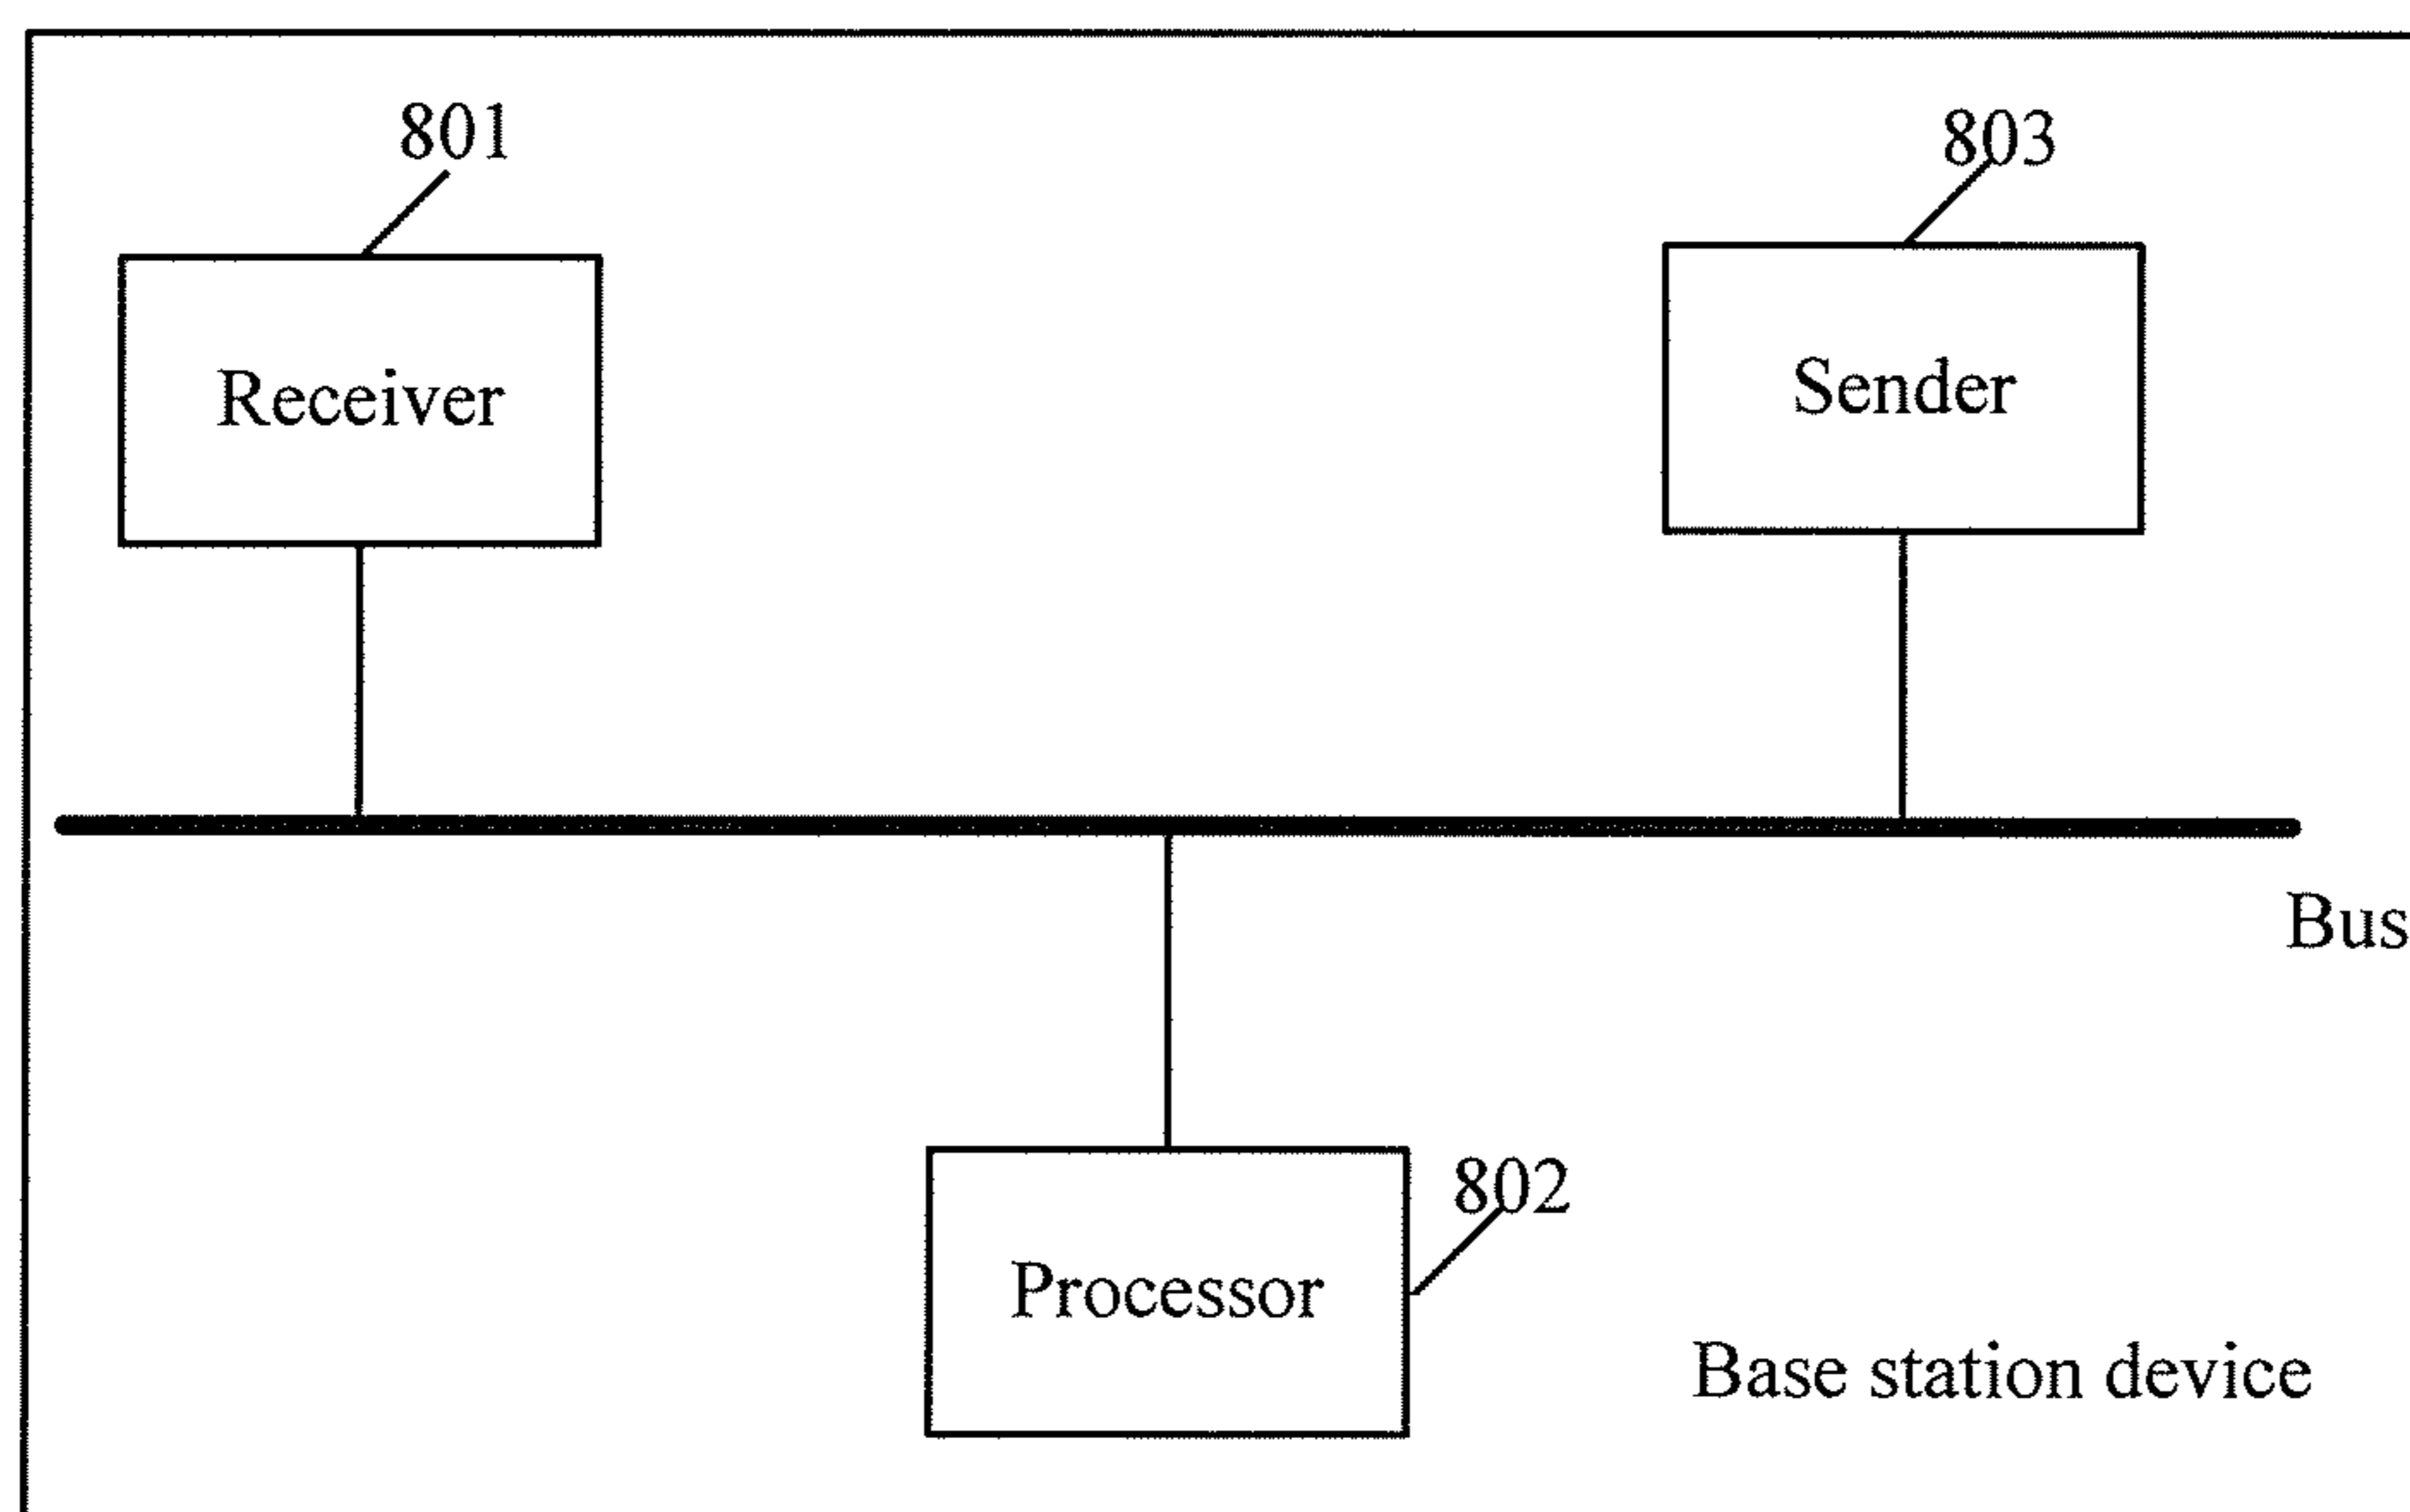 801
803
Receiver
Sender
Bus
802
Processor
Base station device